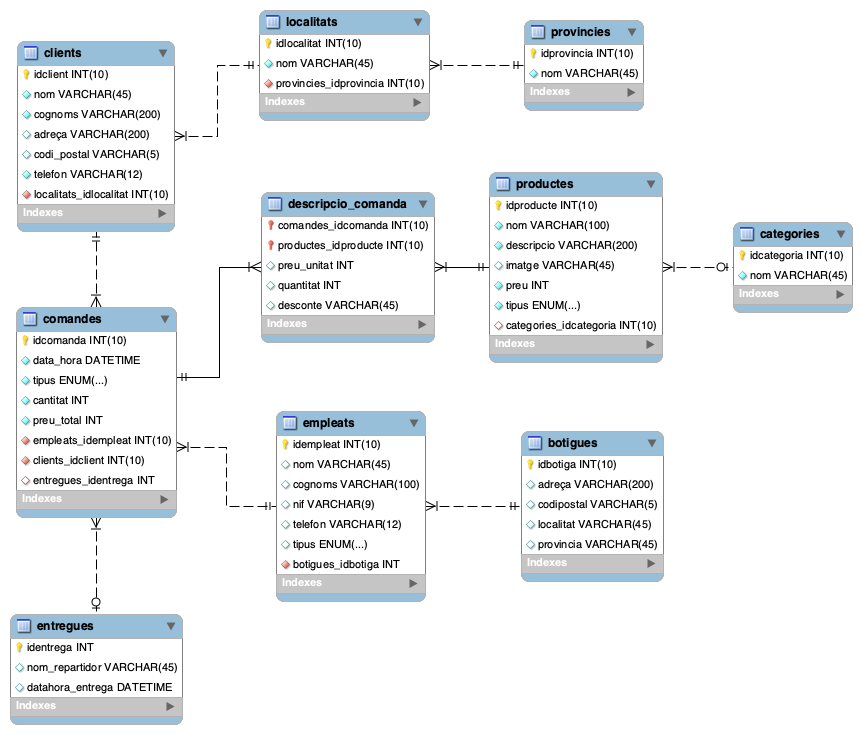 localitats
idlocalitat INT(10)
nom VARCHAR(45)
provincies_idprovincia INT(10)
Indexes
provincies
idprovincia INT(10)
nom VARCHAR(45)
Indexes
clients
idclient INT(10)
nom VARCHAR(45)
cognoms VARCHAR(200)
adreça VARCHAR(200)
codi_postal VARCHAR(5)
telefon VARCHAR(12)
localitats_idlocalitat INT(10)
Indexes
descripcio_comanda
comandes_idcomanda INT(10)
productes_idproducte INT(10)
preu_unitat INT
quantitat INT
desconte VARCHAR(45)
Indexes
productes
idproducte INT(10)
nom VARCHAR(100)
descripcio VARCHAR(200)
imatge VARCHAR(45)
preu INT
tipus ENUM(...)
categories_idcategoria INT(10)
Indexes
categories
idcategoria INT(10)
nom VARCHAR(45)
Indexes
comandes
idcomanda INT(10)
data_hora DATETIME
tipus ENUM(...)
cantitat INT
preu_total INT
empleats_idempleat INT(10)
clients_idclient INT(10)
entregues_identrega INT
Indexes
empleats
idempleat INT(10)
nom VARCHAR(45)
cognoms VARCHAR(100)
nif VARCHAR(9)
telefon VARCHAR(12)
tipus ENUM(...)
botigues_idbotiga INT
Indexes
botigues
idbotiga INT(10)
adreça VARCHAR(200)
codipostal VARCHAR(5)
localitat VARCHAR(45)
provincia VARCHAR(45)
Indexes
entregues
identrega INT
nom_repartidor VARCHAR(45)
datahora_entrega DATETIME
Indexes